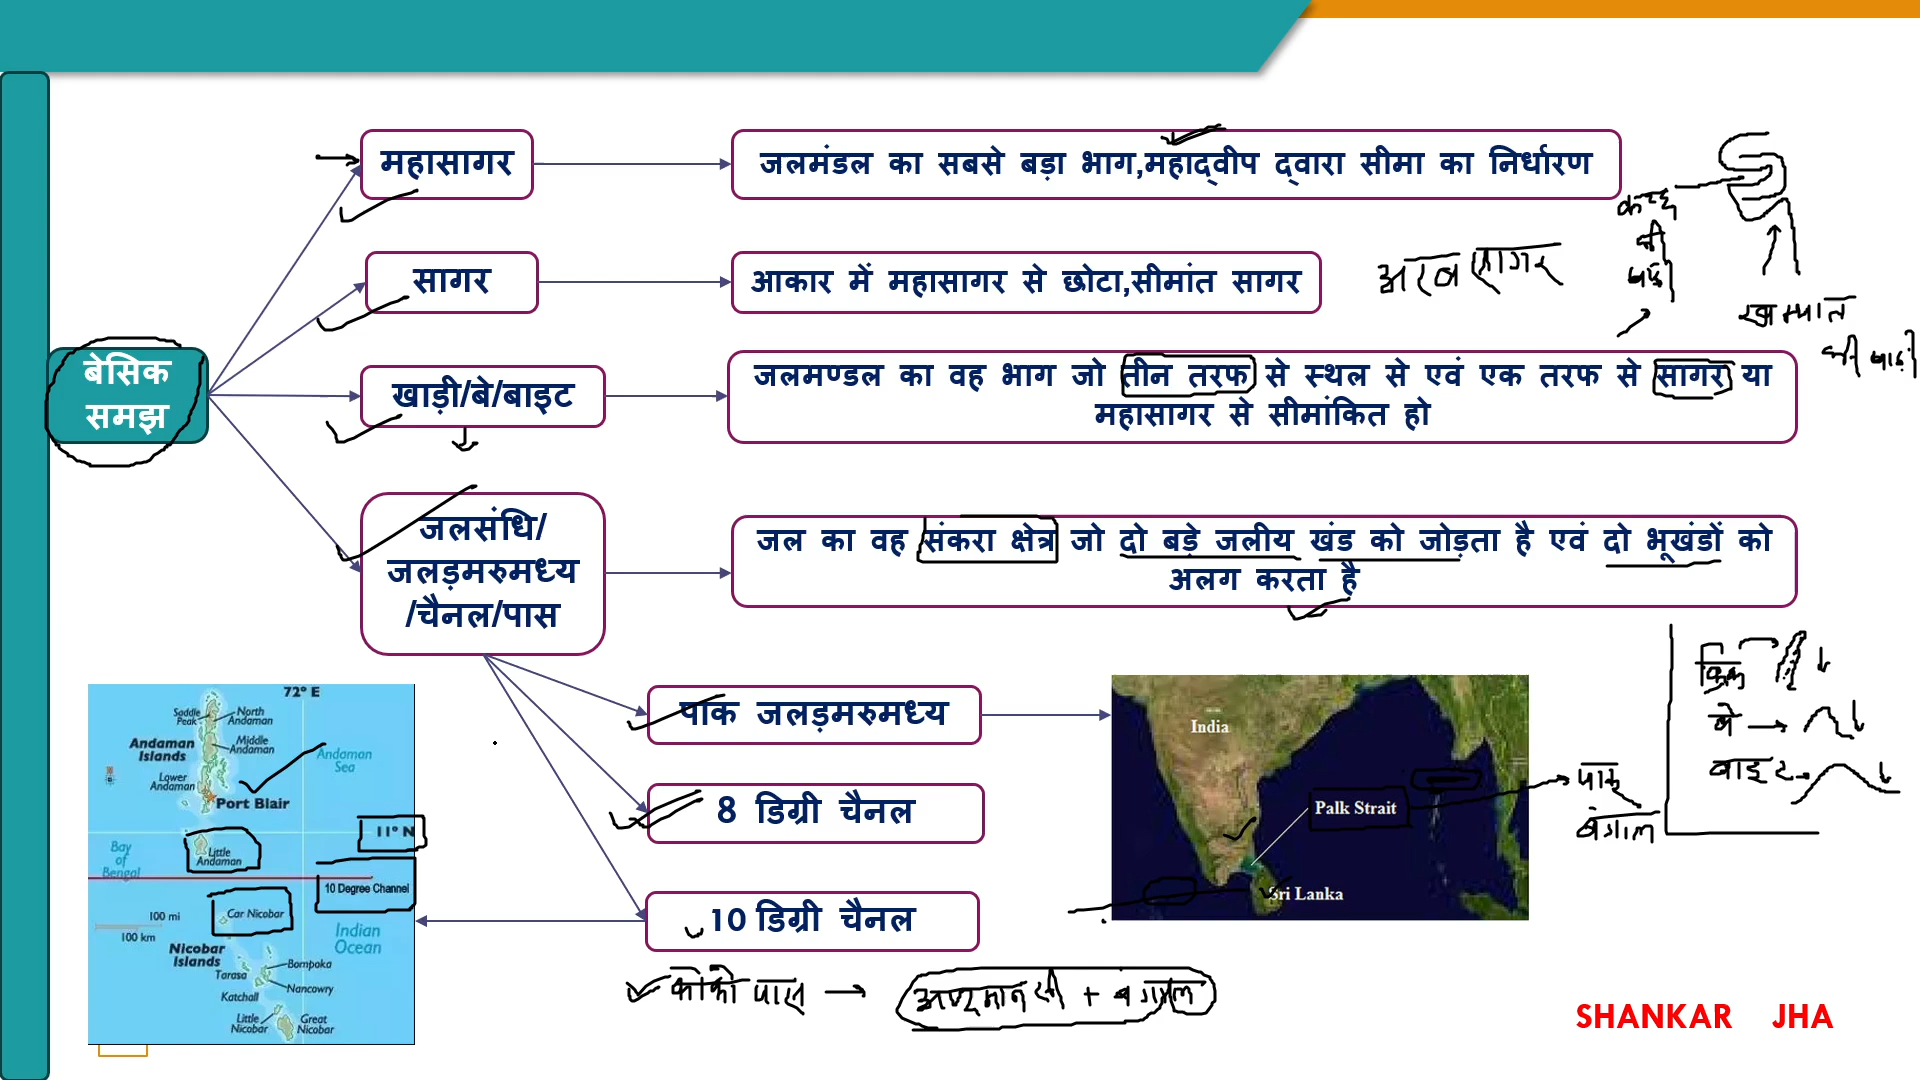 महासागर
जलमंडल का सबसे बड़ा भाग,महाद्वीप द्वारा सीमा का निर्धारण
सागर
आकार में महासागर से छोटा,सीमांत सागर
अरब सागर
कच्छ
की
खाड़ी
खम्भात
की खाड़ी
बेसिक
समझ
खाड़ी/बे/बाइट
जलमण्डल का वह भाग जो तीन तरफ से स्थल से एवं एक तरफ से सागर या
महासागर से सीमांकित हो
जलसंधि/
जलड़मरुमध्य
/चैनल/पास
जल का वह संकरा क्षेत्र जो दो बड़े जलीय खंड को जोड़ता है एवं दो भूखंडों को
अलग करता है
पाक जलड़मरुमध्य
8 डिग्री चैनल
10 डिग्री चैनल
72° E
Saddle
Peak
North
Andaman
Middle
Andaman
Andaman
Islands
Andaman
Sea
Lower
Andaman
Port Blair
11° N
Little
Andaman
Bay
of
Bengal
10 Degree Channel
Car Nicobar
100 mi
100 km
Indian
Ocean
Nicobar
Islands
Bompoka
Tarasa
Nancowry
Katchall
Little
Nicobar
Great
Nicobar
India
Palk Strait
Sri Lanka
पाक
बंगाल
बे
बाइट
कोको पास → अण्डमान सी + बंगाल
SHANKAR JHA